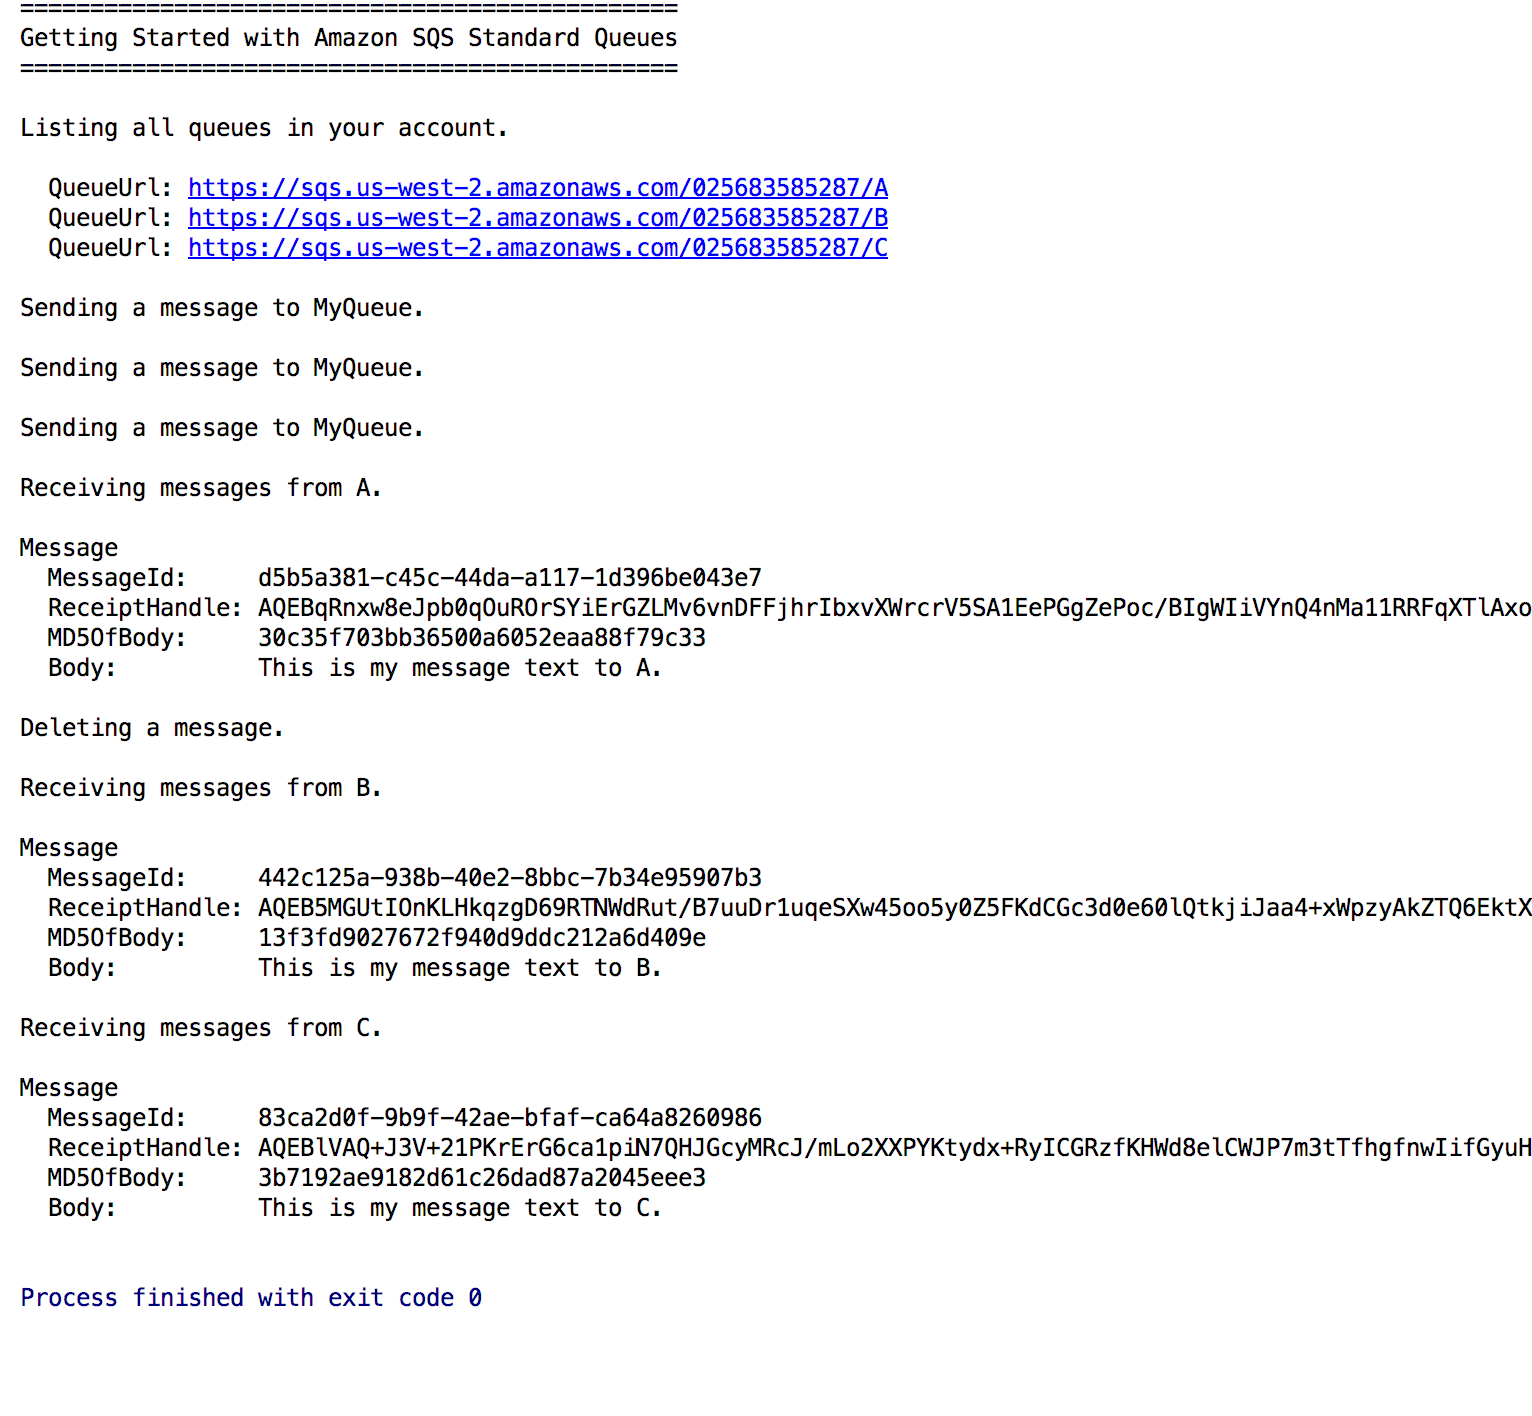 ===============================================
Getting Started with Amazon SQS Standard Queues
===============================================
Listing all queues in your account.
QueueUrl: https://sqs.us-west-2.amazonaws.com/025683585287/A
QueueUrl: https://sqs.us-west-2.amazonaws.com/025683585287/B
QueueUrl: https://sqs.us-west-2.amazonaws.com/025683585287/C
Sending a message to MyQueue.
Sending a message to MyQueue.
Sending a message to MyQueue.
Receiving messages from A.
Message
MessageId: d5b5a381-c45c-44da-a117-1d396be043e7
ReceiptHandle: AQEBqRnxw8eJpb0qOuROrSYiErGZLMv6vnDFFjhrIbxvXWrcrV5SA1EePGgZePoc/BIgWIiVYnQ4nMa11RRFqXTlAxo
MD5OfBody: 30c35f703bb36500a6052eaa88f79c33
Body: This is my message text to A.
Deleting a message.
Receiving messages from B.
Message
MessageId: 442c125a-938b-40e2-8bbc-7b34e95907b3
ReceiptHandle: AQEB5MGUtIOnKLHkqzgD69RTNWdRut/B7uuDr1uqeSXw45oo5y0Z5FKdCGc3d0e60lQtkjiJaa4+xWpzyAkZTQ6EktX
MD5OfBody: 13f3fd9027672f940d9ddc212a6d409e
Body: This is my message text to B.
Receiving messages from C.
Message
MessageId: 83ca2d0f-9b9f-42ae-bfaf-ca64a8260986
ReceiptHandle: AQEBlVAQ+J3V+21PKrErG6ca1piN7QHJGcyMRcJ/mLo2XXPYKtydx+RyICGRzfKHWd8elCWJP7m3tTfhgfnwIifGyuH
MD5OfBody: 3b7192ae9182d61c26dad87a2045eee3
Body: This is my message text to C.
Process finished with exit code 0